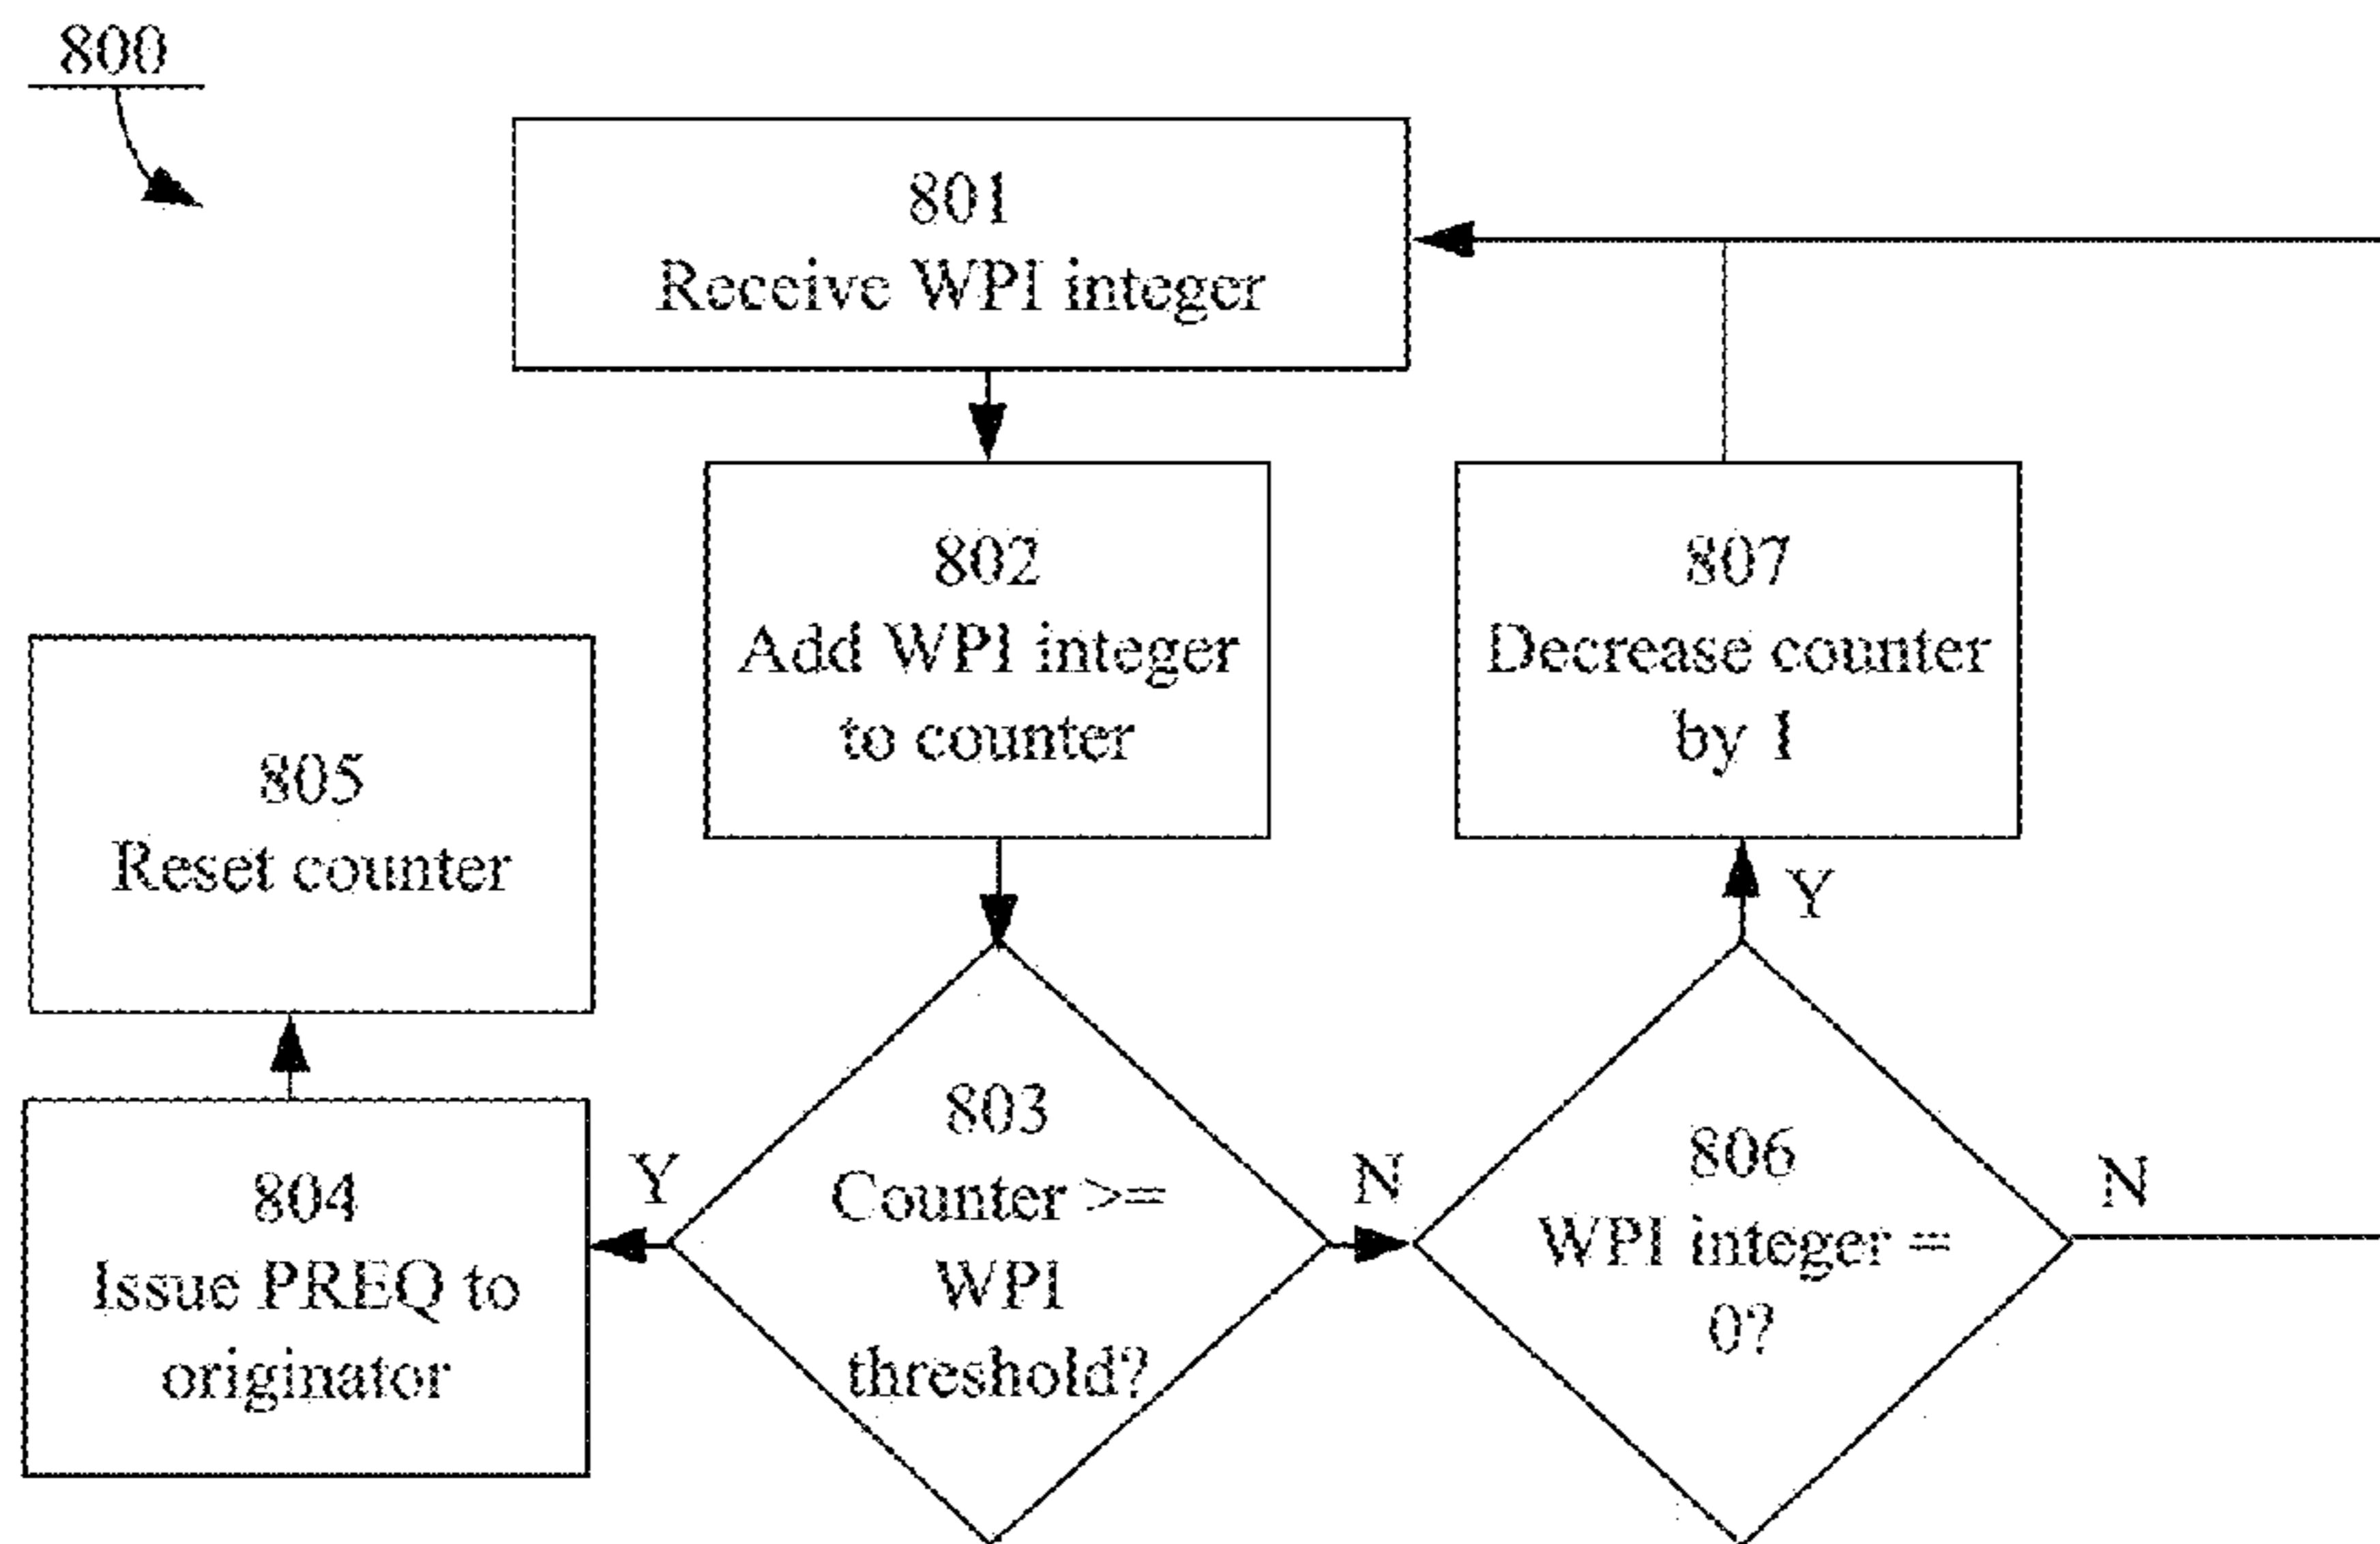 800
801
Receive WPI integer
802
Add WPI integer
to counter
807
Decrease counter
by 1
805
Reset counter
Y
804
Issue PREQ to
originator
Y
803
Counter >=
WPI
threshold?
N
806
WPI integer =
0?
N